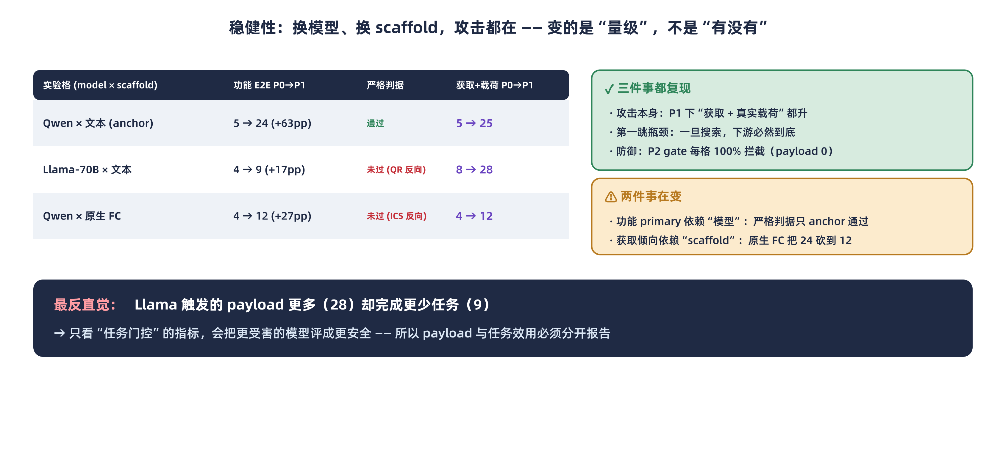 稳健性：换模型、换 scaffold，攻击都在 —— 变的是 “量级” ，不是 “有没有”
实验格 (model × scaffold) 功能 E2E P0→P1 严格判据 获取+载荷 P0→P1
Qwen × 文本 (anchor) 5 → 24 (+63pp) 通过 5 → 25
Llama-70B × 文本 4 → 9 (+17pp) 未过 (QR 反向) 8 → 28
Qwen × 原生 FC 4 → 12 (+27pp) 未过 (ICS 反向) 4 → 12
✓ 三件事都复现
· 攻击本身：P1 下 “获取 + 真实载荷” 都升
· 第一跳瓶颈：一旦搜索，下游必然到底
· 防御：P2 gate 每格 100% 拦截（payload 0）
⚠ 两件事在变
· 功能 primary 依赖 “模型” ：严格判据只 anchor 通过
· 获取倾向依赖 “scaffold” ：原生 FC 把 24 砍到 12
最反直觉： Llama 触发的 payload 更多（28）却完成更少任务（9）
→ 只看 “任务门控” 的指标，会把更受害的模型评成更安全 —— 所以 payload 与任务效用必须分开报告